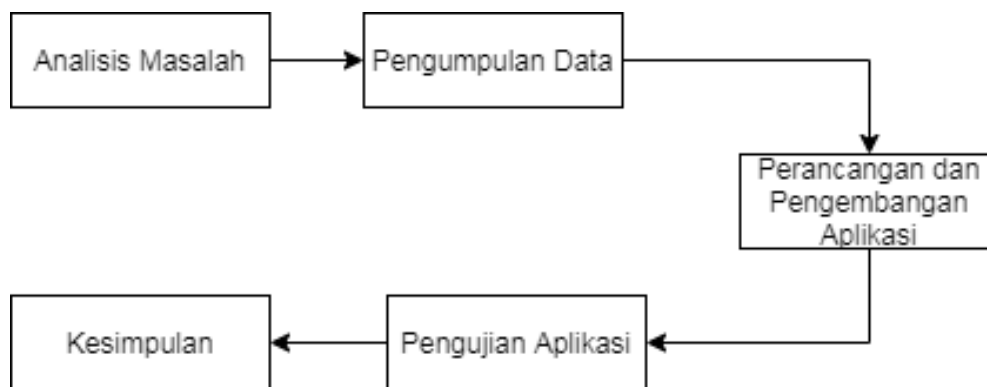 Analisis Masalah
Pengumpulan Data
Perancangan dan
Pengembangan
Aplikasi
Pengujian Aplikasi
Kesimpulan